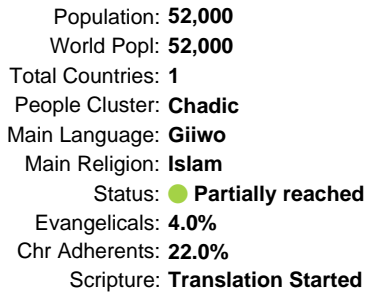 Population: 52,000
World Popl: 52,000
Total Countries: 1
People Cluster: Chadic
Main Language: Giiwo
Main Religion: Islam
Status: Partially reached
Evangelicals: 4.0%
Chr Adherents: 22.0%
Scripture: Translation Started